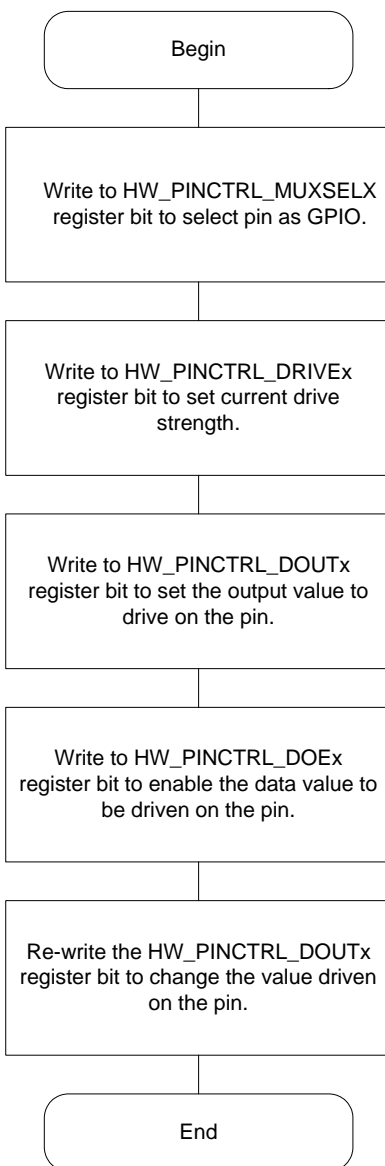 Begin
Write to HW_PINCTRL_MUXSELX
register bit to select pin as GPIO.
Write to HW_PINCTRL_DRIVEx
register bit to set current drive
strength.
Write to HW_PINCTRL_DOUTx
register bit to set the output value to
drive on the pin.
Write to HW_PINCTRL_DOEx
register bit to enable the data value to
be driven on the pin.
Re-write the HW_PINCTRL_DOUTx
register bit to change the value driven
on the pin.
End